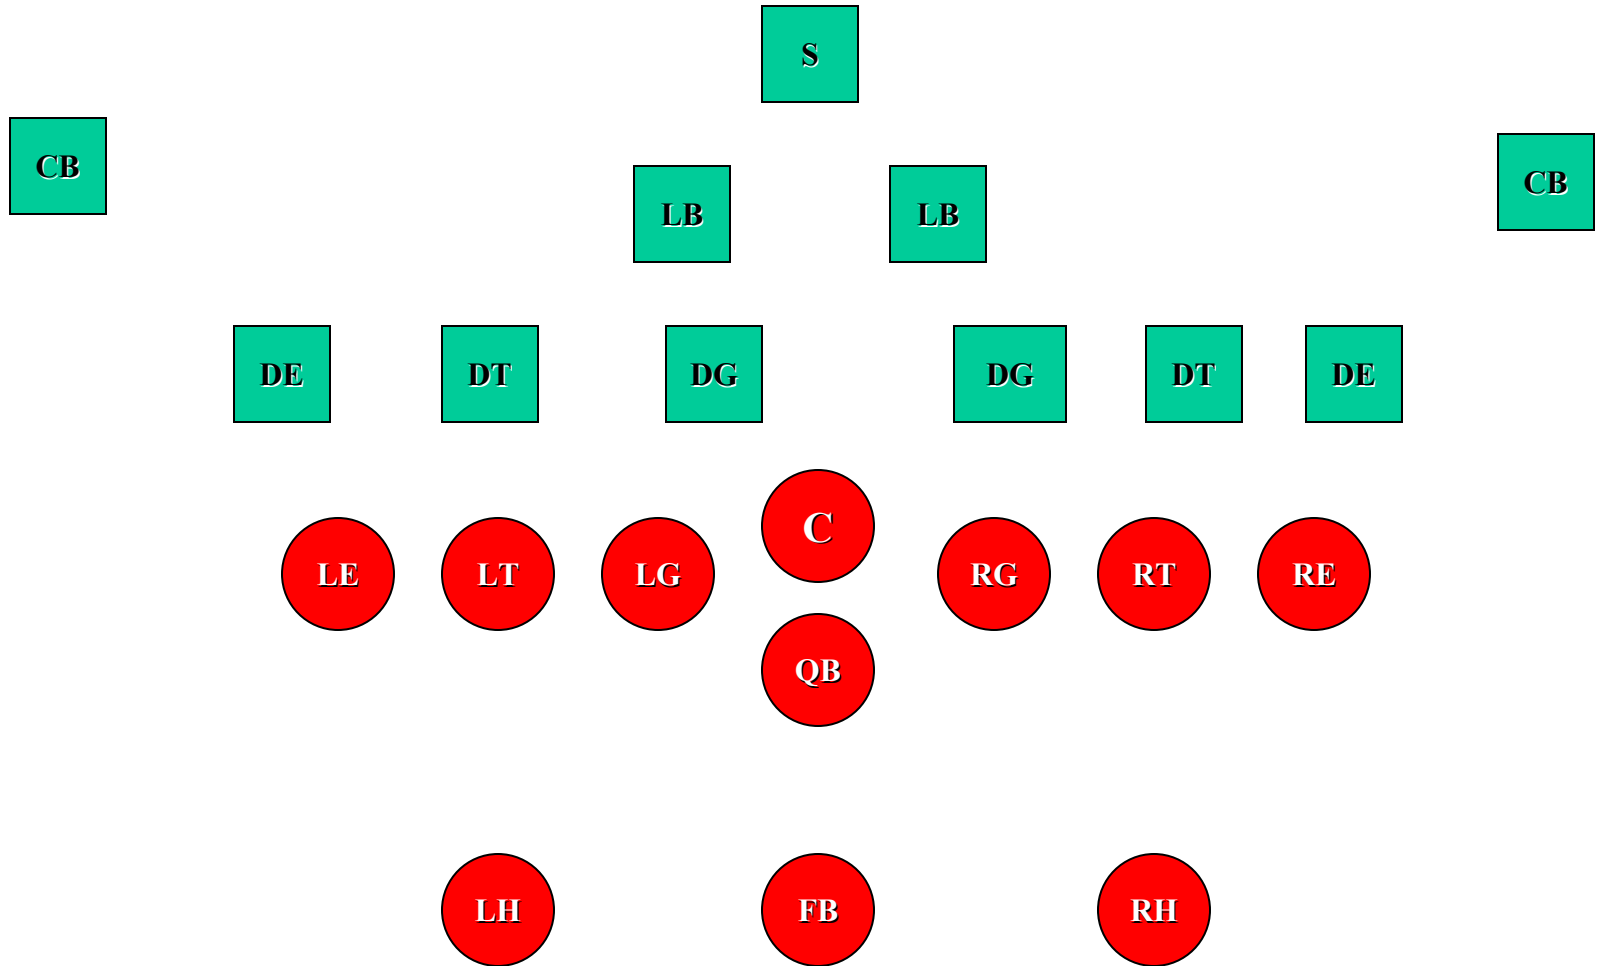 S
CB
CB
LB LB
DE DT DG DG DT DE
C
LE LT LG RG RT RE
QB
LH FB RH